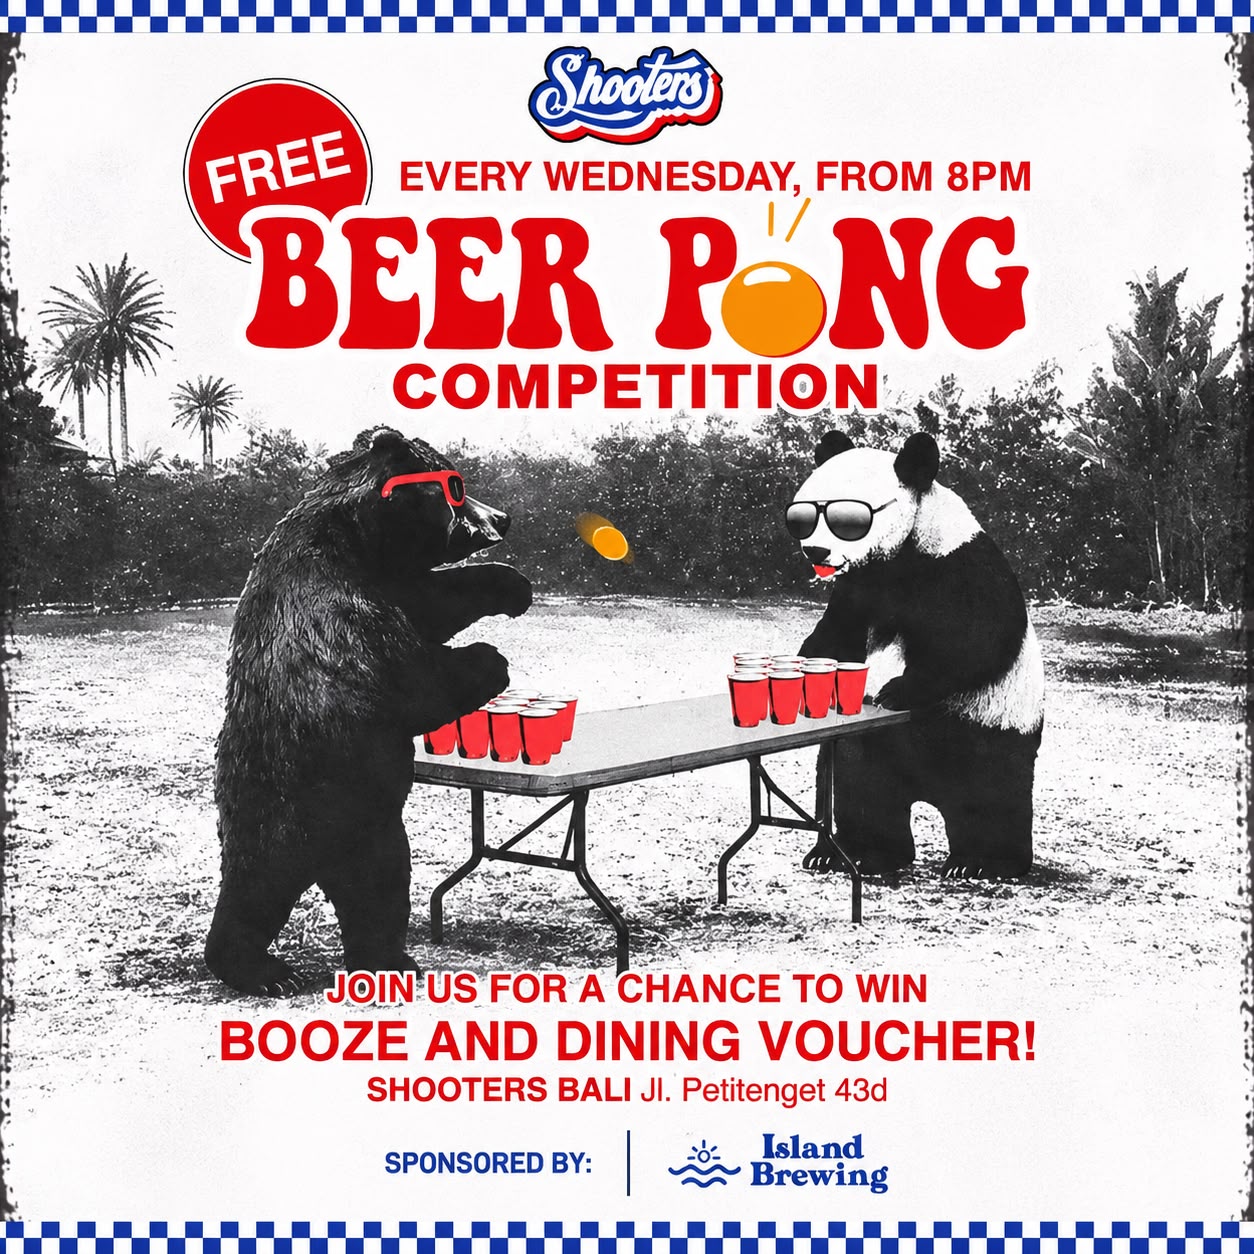 Shooters
FREE
EVERY WEDNESDAY, FROM 8PM
BEER PONG
COMPETITION
JOIN US FOR A CHANCE TO WIN
BOOZE AND DINING VOUCHER!
SHOOTERS BALI Jl. Petitenget 43d
SPONSORED BY:
Island
Brewing